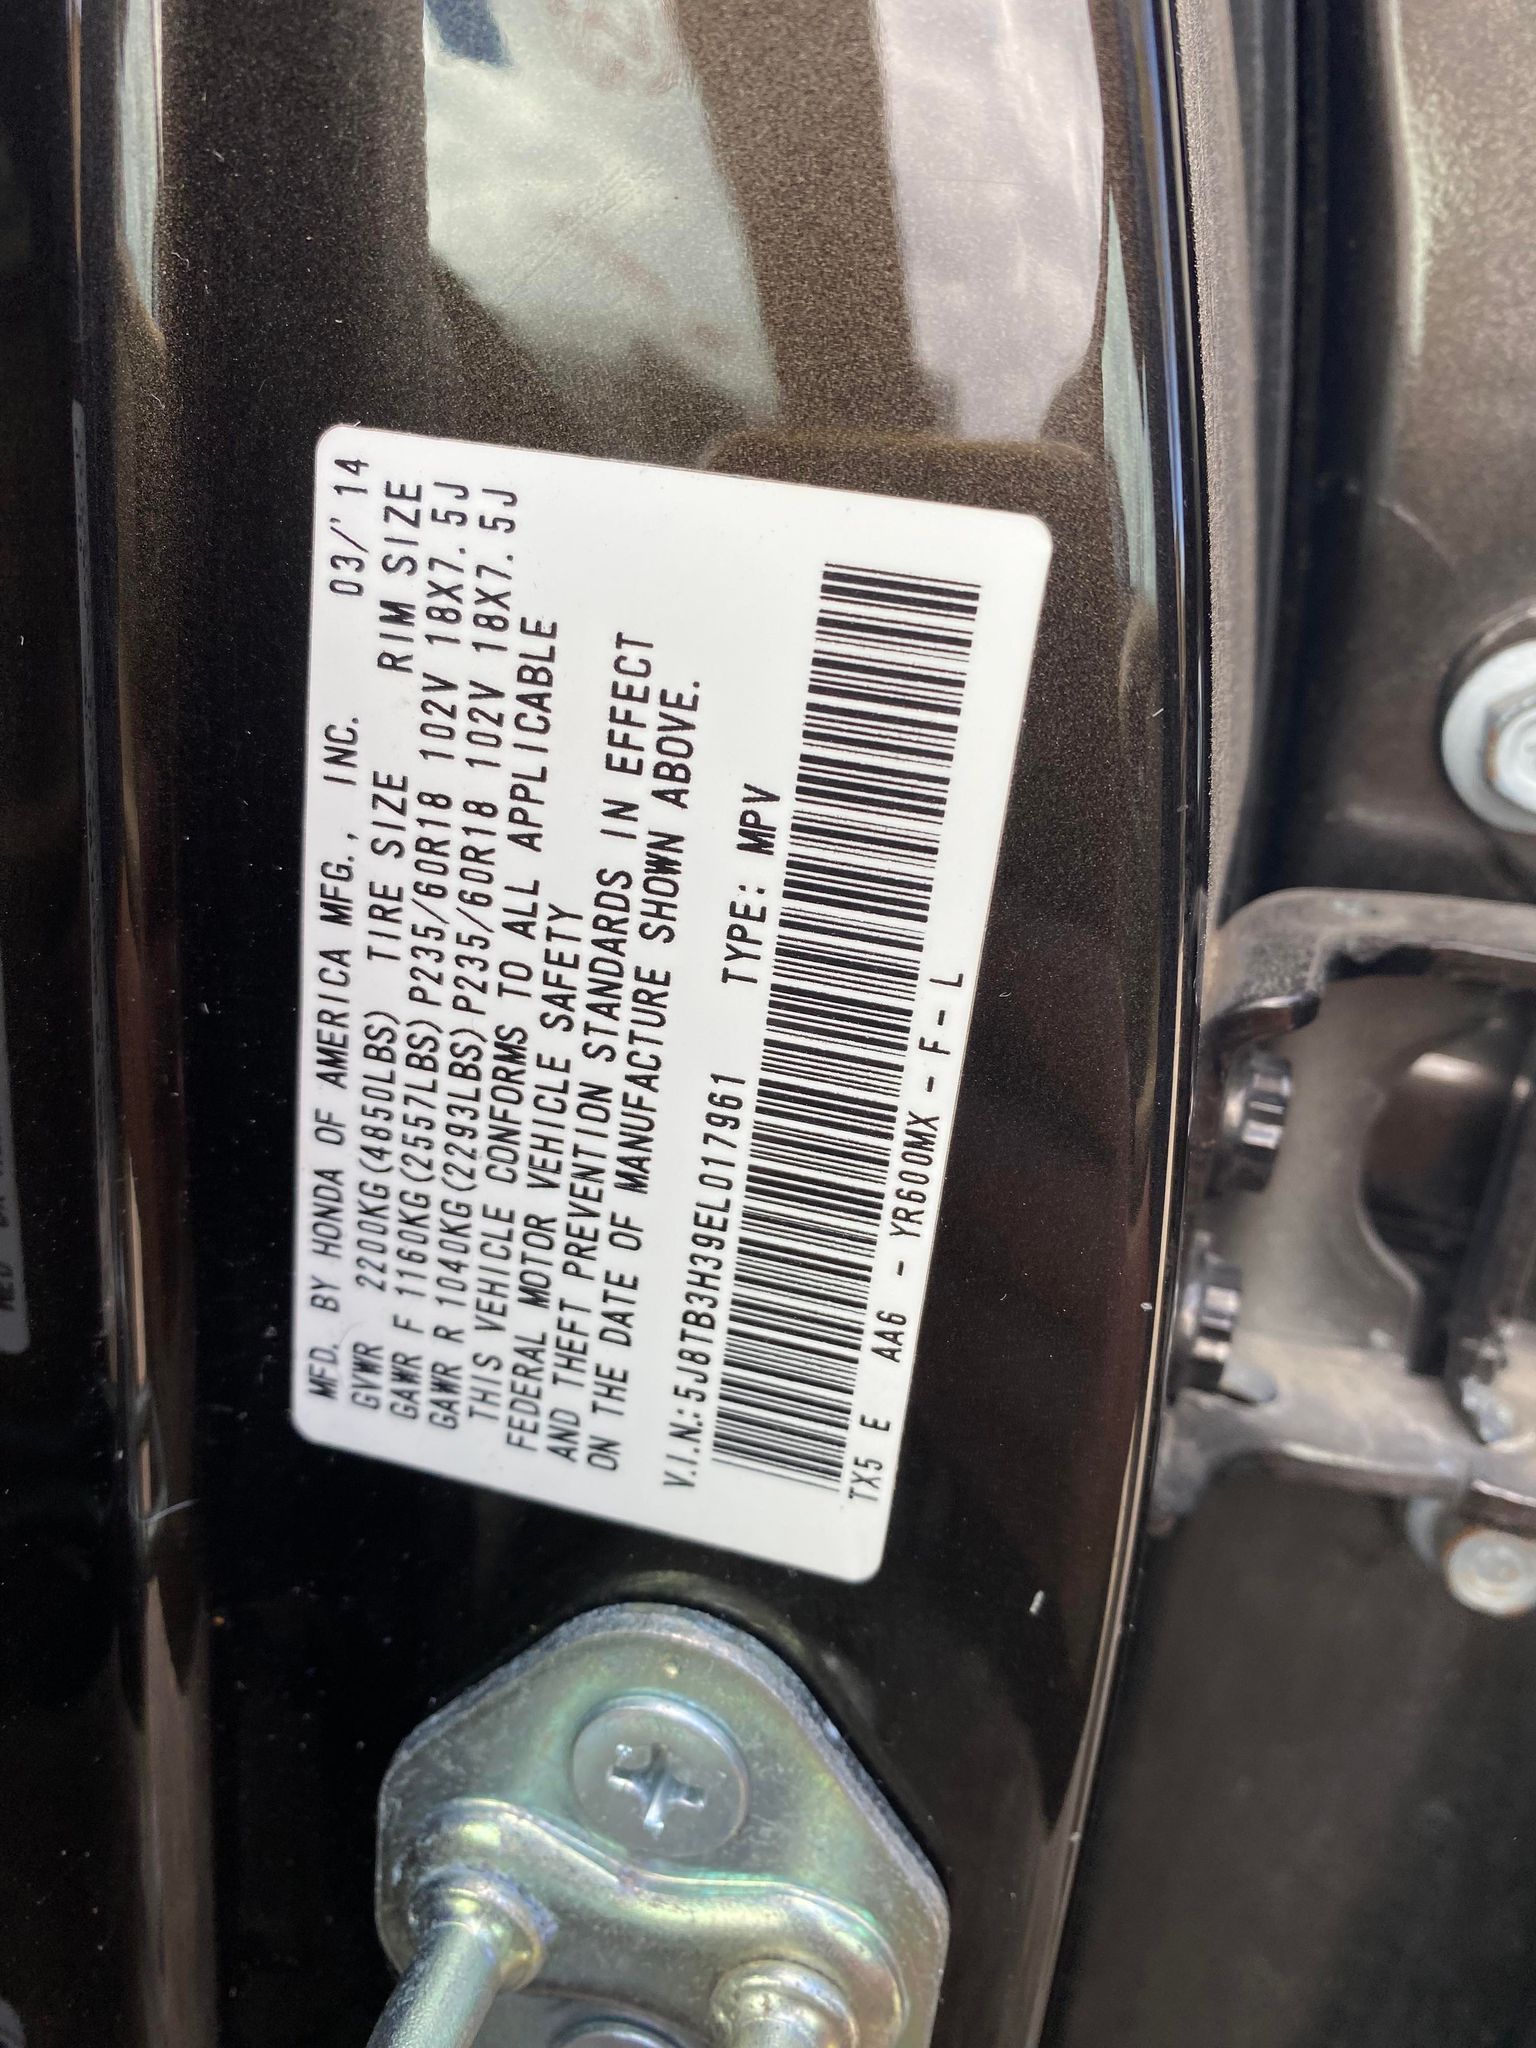 MFD. BY HONDA OF AMERICA MFG., INC. 03/'14
GVWR 2200KG(4850LBS) TIRE SIZE RIM SIZE
GAWR F 1160KG(2557LBS)P235/60R18 102V 18X7.5J
GAWR R 1040KG(2293LBS)P235/60R18 102V 18X7.5J
THIS VEHICLE CONFORMS TO ALL APPLICABLE
FEDERAL MOTOR VEHICLE SAFETY
AND THEFT PREVENTION STANDARDS IN EFFECT
ON THE DATE OF MANUFACTURE SHOWN ABOVE.
V.I.N.: 5J8TB3H39EL017961 TYPE: MPV
TX5 E AA6 - YR600MX - F - L